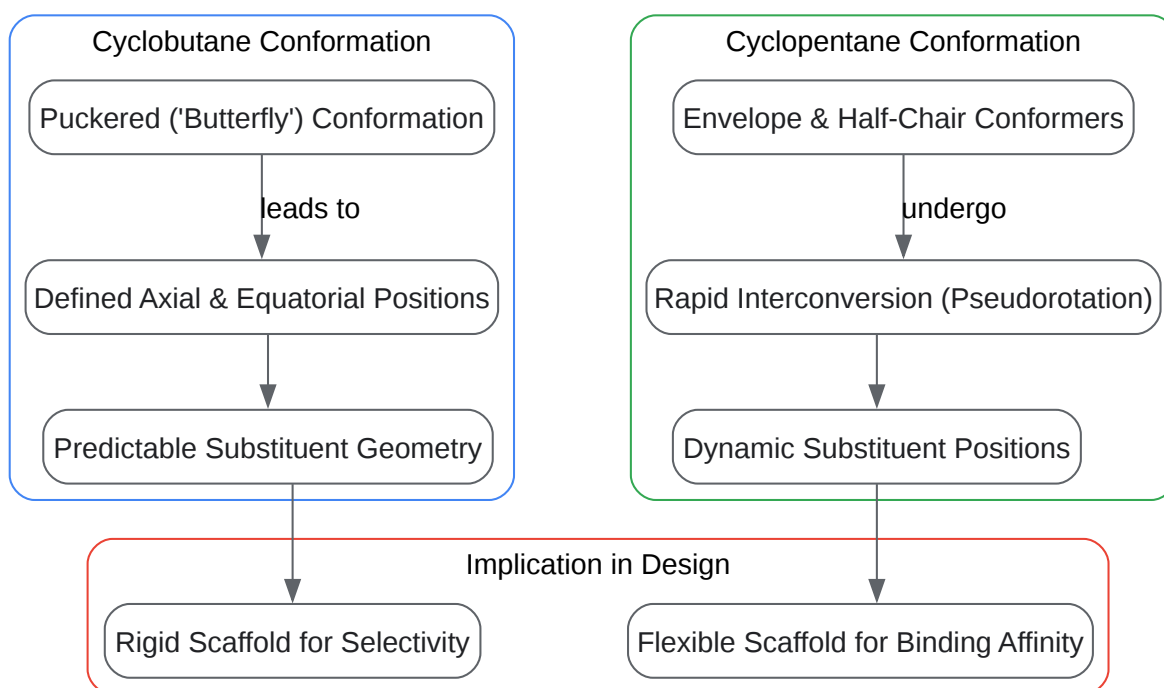 Cyclobutane Conformation
Puckered ('Butterfly') Conformation
leads to
Defined Axial & Equatorial Positions
Predictable Substituent Geometry
Cyclopentane Conformation
Envelope & Half-Chair Conformers
undergo
Rapid Interconversion (Pseudorotation)
Dynamic Substituent Positions
Implication in Design
Rigid Scaffold for Selectivity
Flexible Scaffold for Binding Affinity